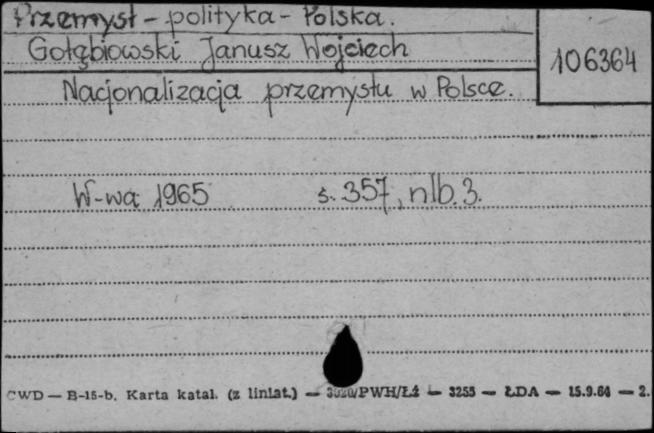 Przemysł - polityka - Polska.
Gołębiowski Janusz Wojciech
106364
Nacjonalizacja przemysłu w Polsce.
W-wa 1965 s. 357, nlb. 3.
CWD — B-15-b. Karta katal. (z liniat.) — PWH/Łż — 3255 — ŁDA — 15.9.64 — 2.